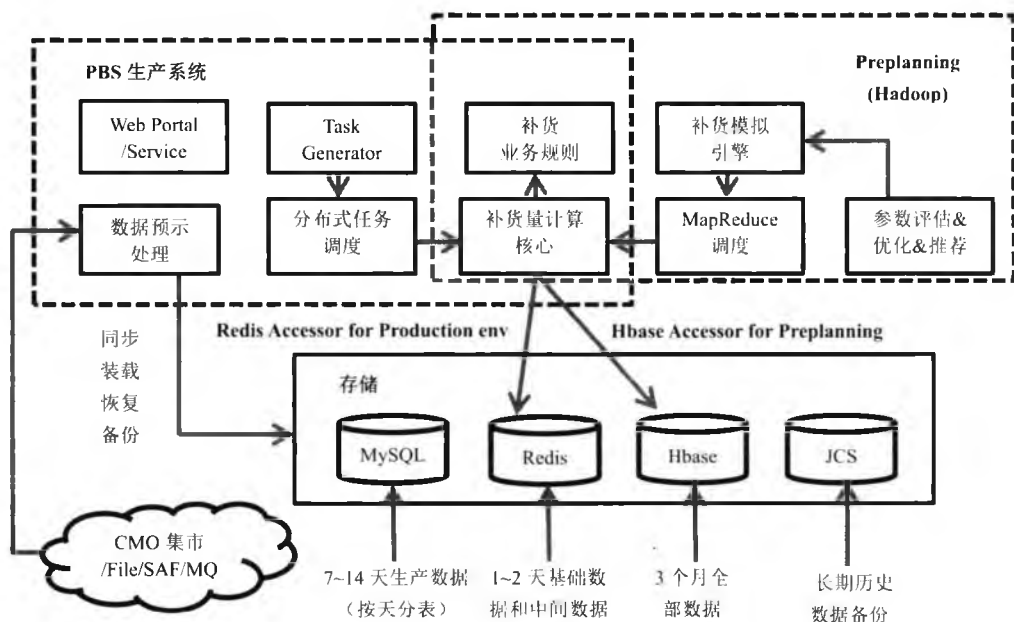 PBS 生产系统
Preplanning
(Hadoop)
Web Portal
/Service
Task
Generator
补货
业务规则
补货模拟
引擎
数据预示
处理
分布式任务
调度
补货量计算
核心
MapReduce
调度
参数评估&
优化&推荐
Redis Accessor for Production env
Hbase Accessor for Preplanning
同步
装载
恢复
备份
存储
MySQL
Redis
Hbase
JCS
CMO 集市
/File/SAF/MQ
7~14 天生产数据
（按天分表）
1~2 天基础数
据和中间数据
3 个月全
部数据
长期历史
数据备份